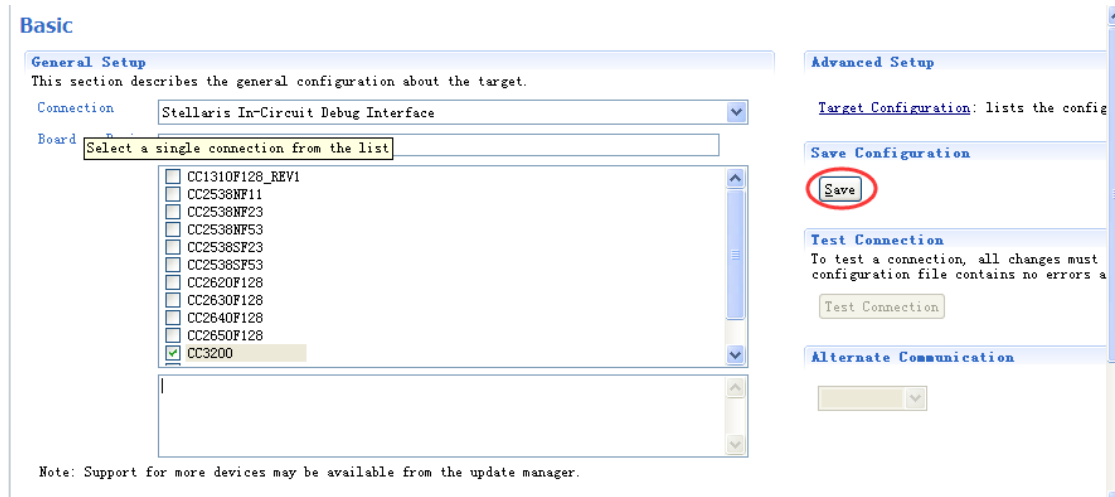 Basic
General Setup
This section describes the general configuration about the target.
Connection
Stellaris In-Circuit Debug Interface
Board
Select a single connection from the list
CC1310F128_REV1
CC2538NF11
CC2538NF23
CC2538NF53
CC2538SF23
CC2538SF53
CC2620F128
CC2630F128
CC2640F128
CC2650F128
CC3200
Note: Support for more devices may be available from the update manager.
Advanced Setup
Target Configuration: lists the config
Save Configuration
Save
Test Connection
To test a connection, all changes must
configuration file contains no errors a
Test Connection
Alternate Communication